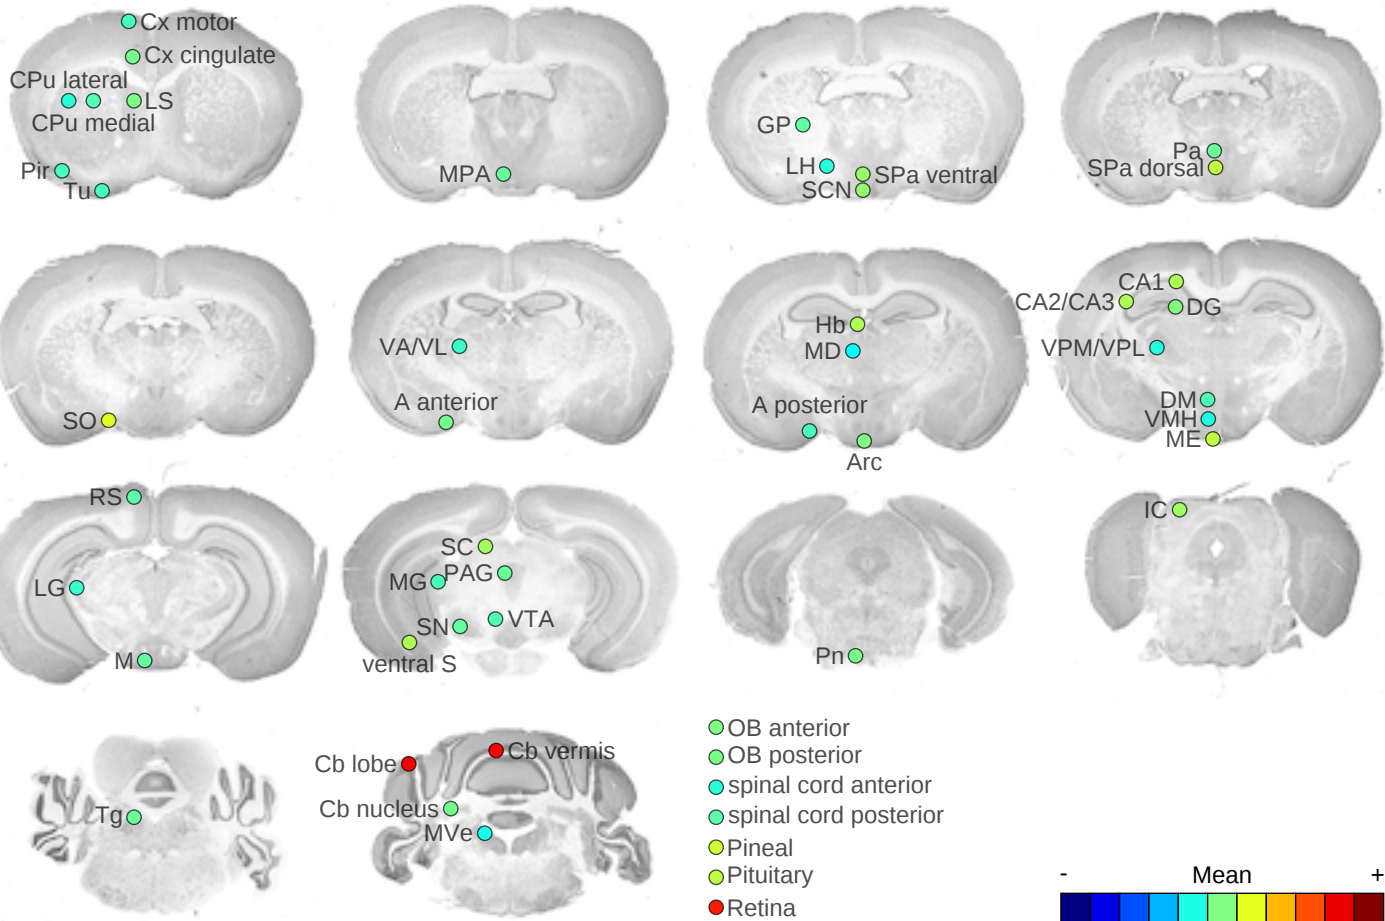 Cx motor
Cx cingulate
CPu lateral
LS
CPu medial
Pir
Tu
MPA
GP
LH
SPa ventral
SCN
Pa
SPa dorsal
SO
VA/VL
A anterior
Hb
MD
A posterior
Arc
CA1
CA2/CA3
DG
VPM/VPL
DM
VMH
ME
RS
LG
M
SC
PAG
MG
SN
VTA
ventral S
Pn
IC
Tg
Cb lobe
Cb vermis
Cb nucleus
MVe
OB anterior
OB posterior
spinal cord anterior
spinal cord posterior
Pineal
Pituitary
Retina
- Mean +